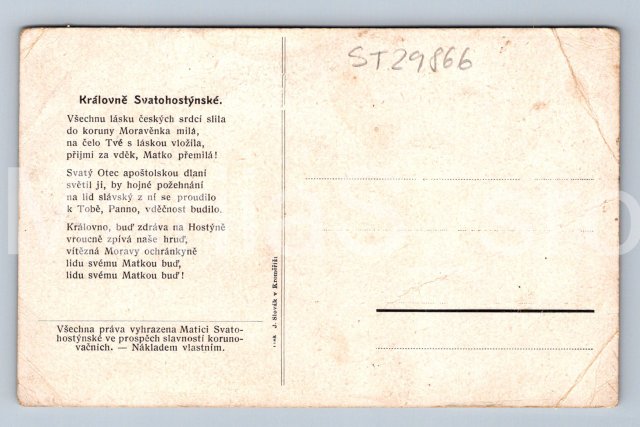 ST29866
Královně Svatohostýnské.
Všechnu lásku českých srdcí slila
do koruny Moravěnka milá,
na čelo Tvé s láskou vložila,
přijmi za vděk, Matko přemilá!
Svatý Otec apoštolskou dlaní
světil ji, by hojné požehnání
na lid slávský z ní se proudilo
k Tobě, Panno, vděčnost budilo.
Královno, buď zdráva na Hostýně
vroucně zpívá naše hruď,
vítězná Moravy ochránkyně
lidu svému Matkou buď,
lidu svému Matkou buď!
Všechna práva vyhrazena Matici Svato-
hostýnské ve prospěch slavností koruno-
vačních. — Nákladem vlastním.
J. Slovák v Kroměříži